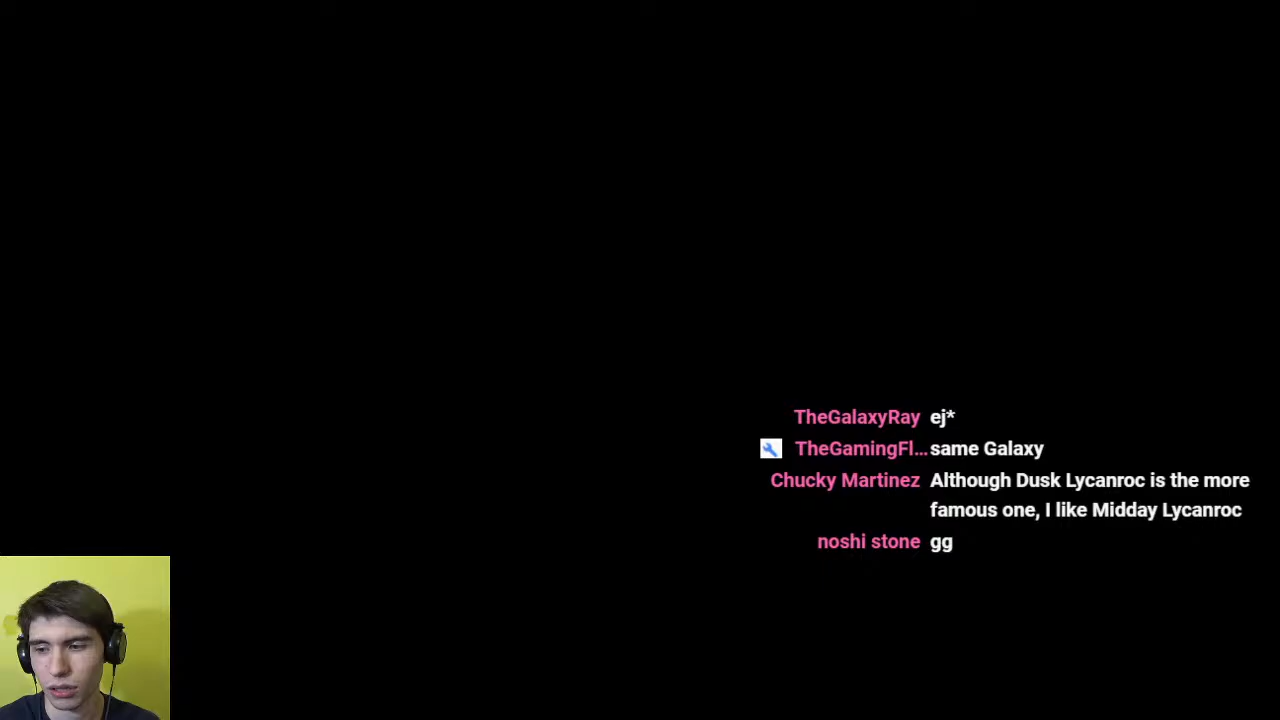 TheGalaxyRay ej*
TheGamingFl... same Galaxy
Chucky Martinez Although Dusk Lycanroc is the more
famous one, I like Midday Lycanroc
noshi stone gg